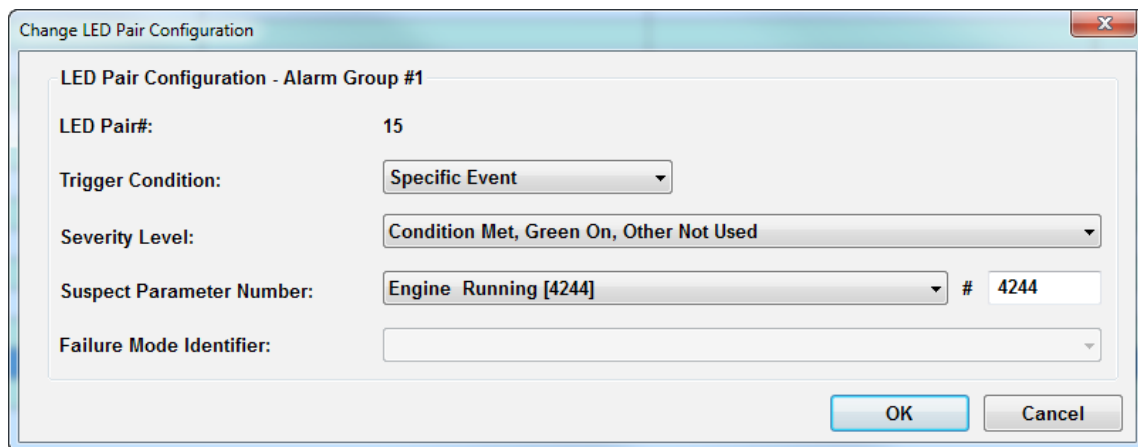 Change LED Pair Configuration
LED Pair Configuration - Alarm Group #1
LED Pair#: 15
Trigger Condition: Specific Event
Severity Level: Condition Met, Green On, Other Not Used
Suspect Parameter Number: Engine  Running [4244] # 4244
Failure Mode Identifier:
OK Cancel